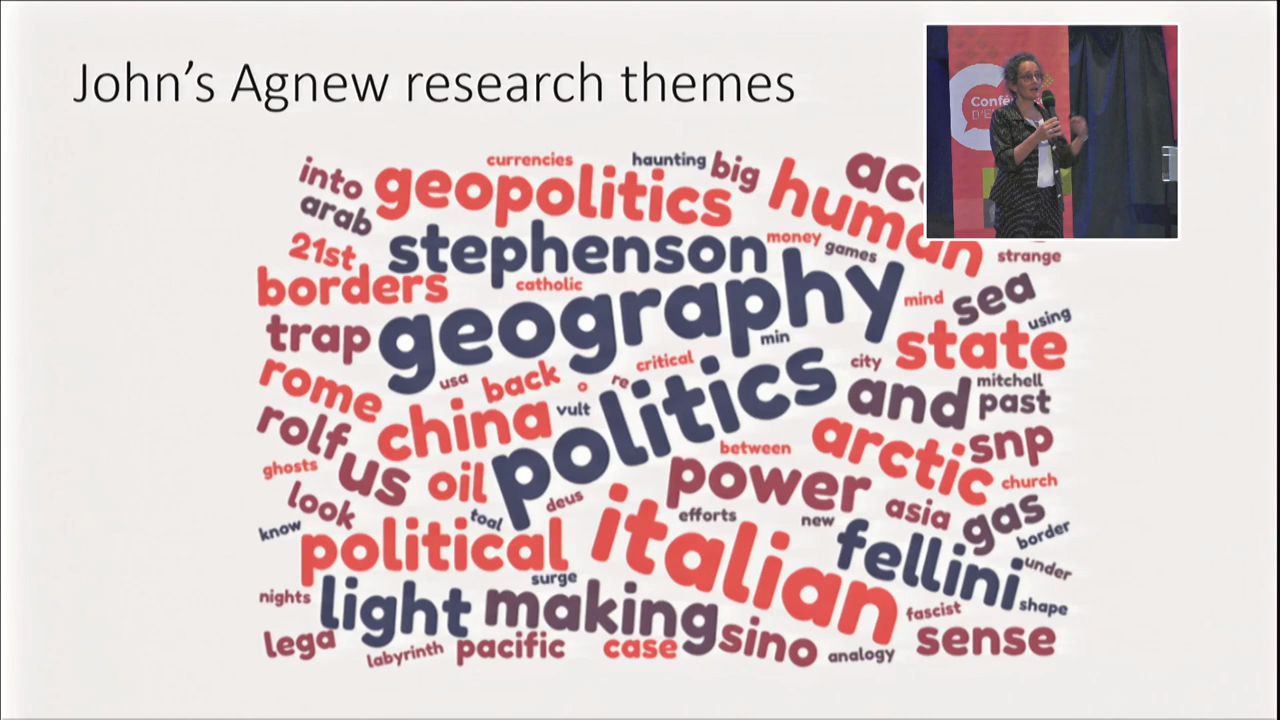 John's Agnew research themes
currencies
haunting
into
geopolitics
big
human
arab
stephenson
money
games
strange
21st
borders
catholic
geography
mind
sea
using
trap
min
state
rome
usa
back
o
re
critical
politics
city
and
mitchell
past
rolf
china
vult
between
arctic
snp
ghosts
us
oil
power
church
look
toal
deus
efforts
new
asia
gas
know
political
italian
fellini
border
under
surge
nights
light
making
fascist
shape
lega
labyrinth
pacific
case
sino
analogy
sense